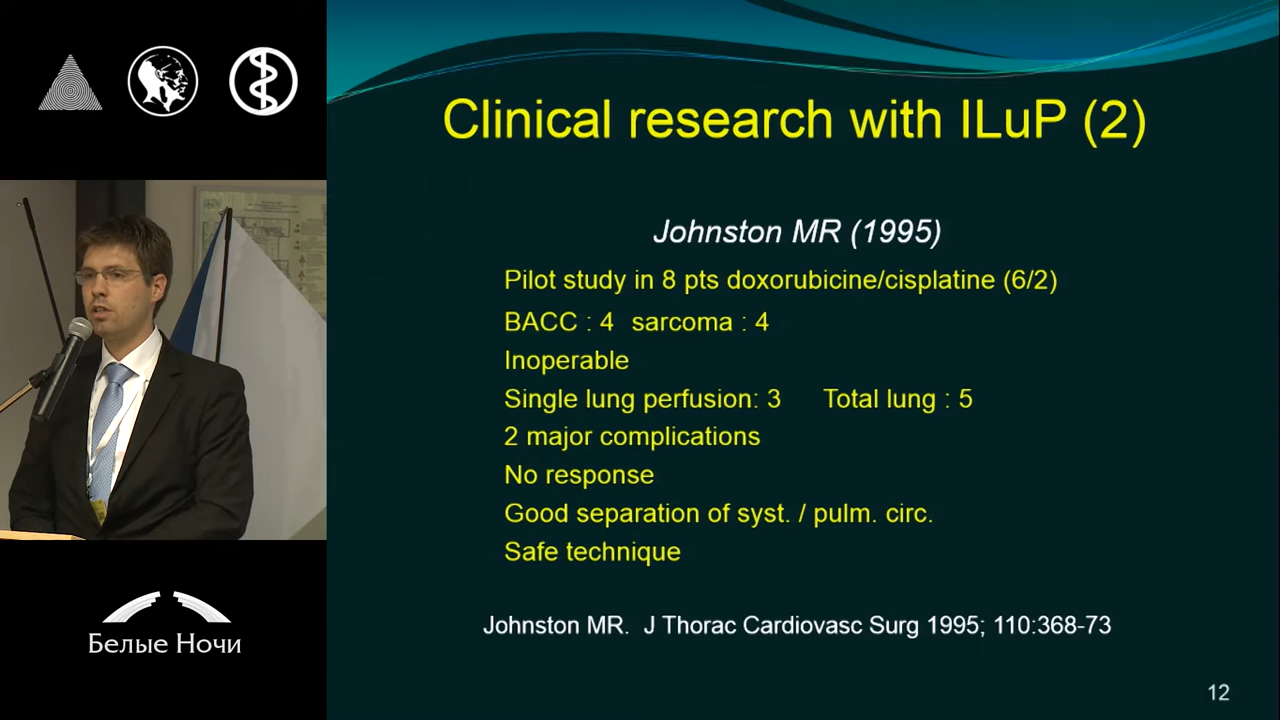 Clinical research with ILuP (2)
Johnston MR (1995)
Pilot study in 8 pts doxorubicine/cisplatine (6/2)
BACC : 4 sarcoma : 4
Inoperable
Single lung perfusion: 3 Total lung : 5
2 major complications
No response
Good separation of syst. / pulm. circ.
Safe technique
Johnston MR. J Thorac Cardiovasc Surg 1995; 110:368-73
12
Белые Ночи